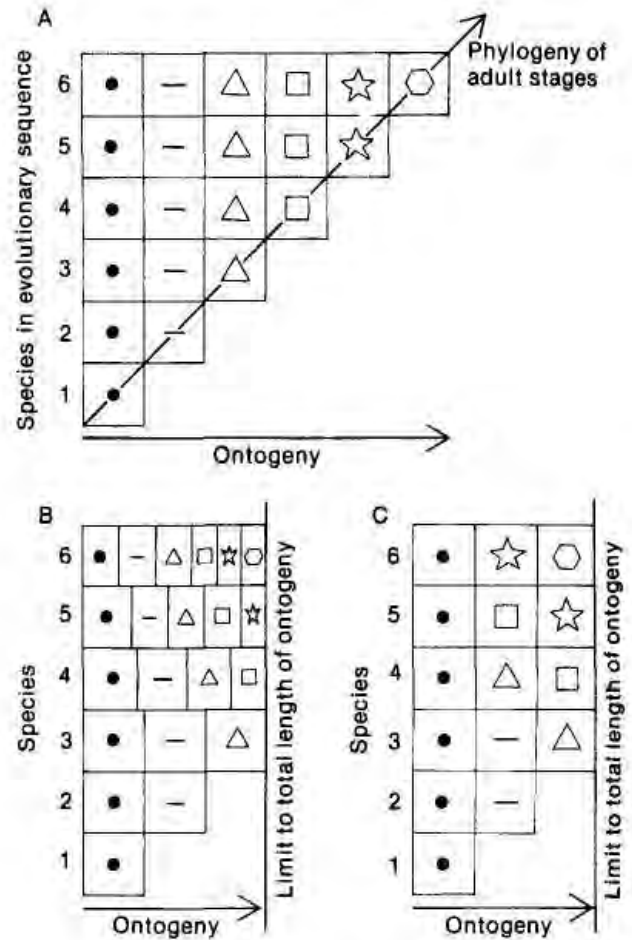 A
Phylogeny of
adult stages
Species in evolutionary sequence
6
5
4
3
2
1
Ontogeny
B
Species
6
5
4
3
2
1
Ontogeny
Limit to total length of ontogeny
C
Species
6
5
4
3
2
1
Ontogeny
Limit to total length of ontogeny